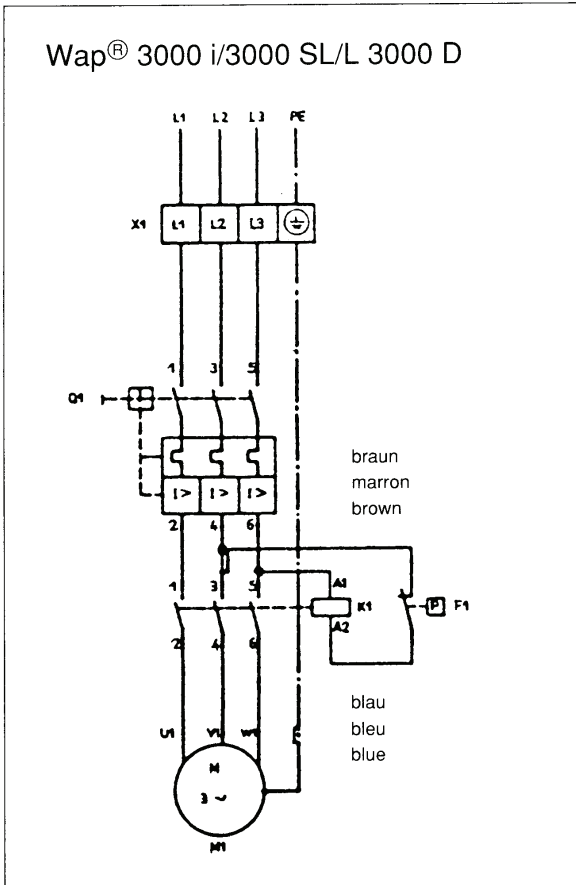 Wap® 3000 i/3000 SL/L 3000 D
L1 L2 L3 PE
X1 L1 L2 L3
1 3 5
Q1
I> I> I>
braun
marron
brown
2 4 6
1 3 5
A1
K1
P F1
A2
2 4 6
blau
bleu
blue
U1 V1 W1
M
3 ~
M1